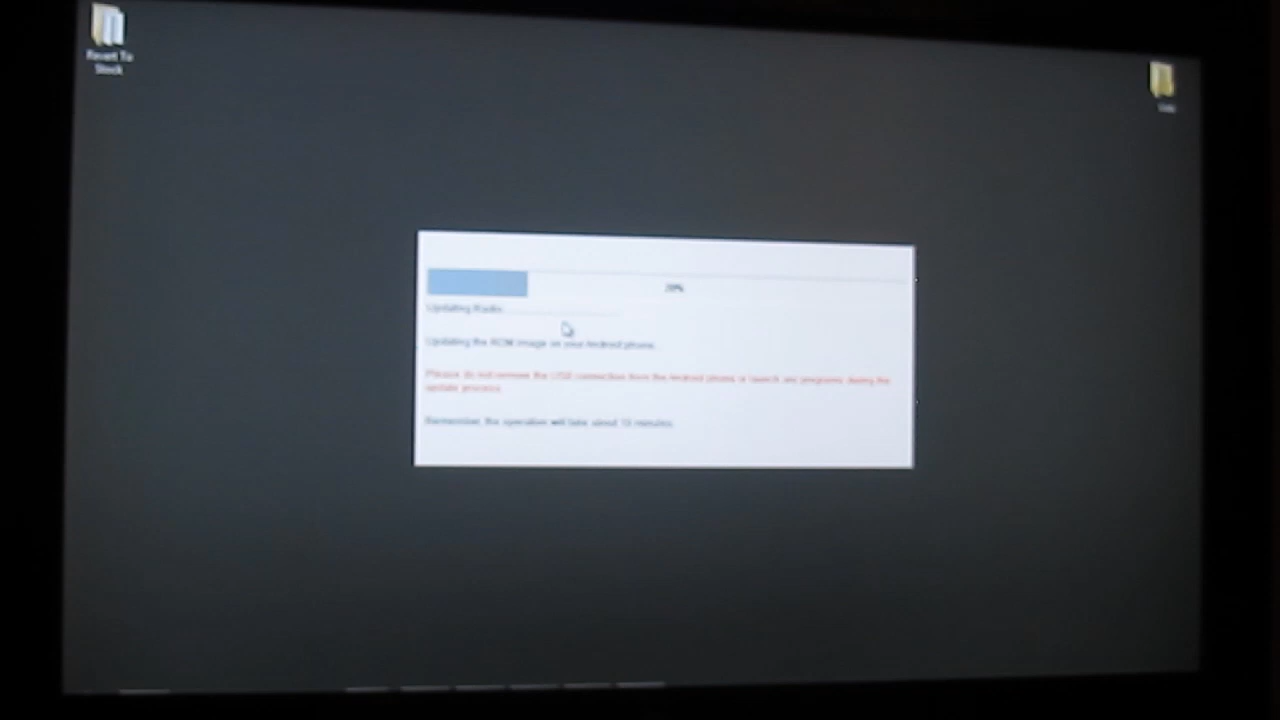 Revert To
Stock
20%
Updating Radio
Updating the ROM image on your Android phone.
Please do not remove the USB connection from the Android phone or launch any programs during the
update process.
Remember, the operation will take about 10 minutes.